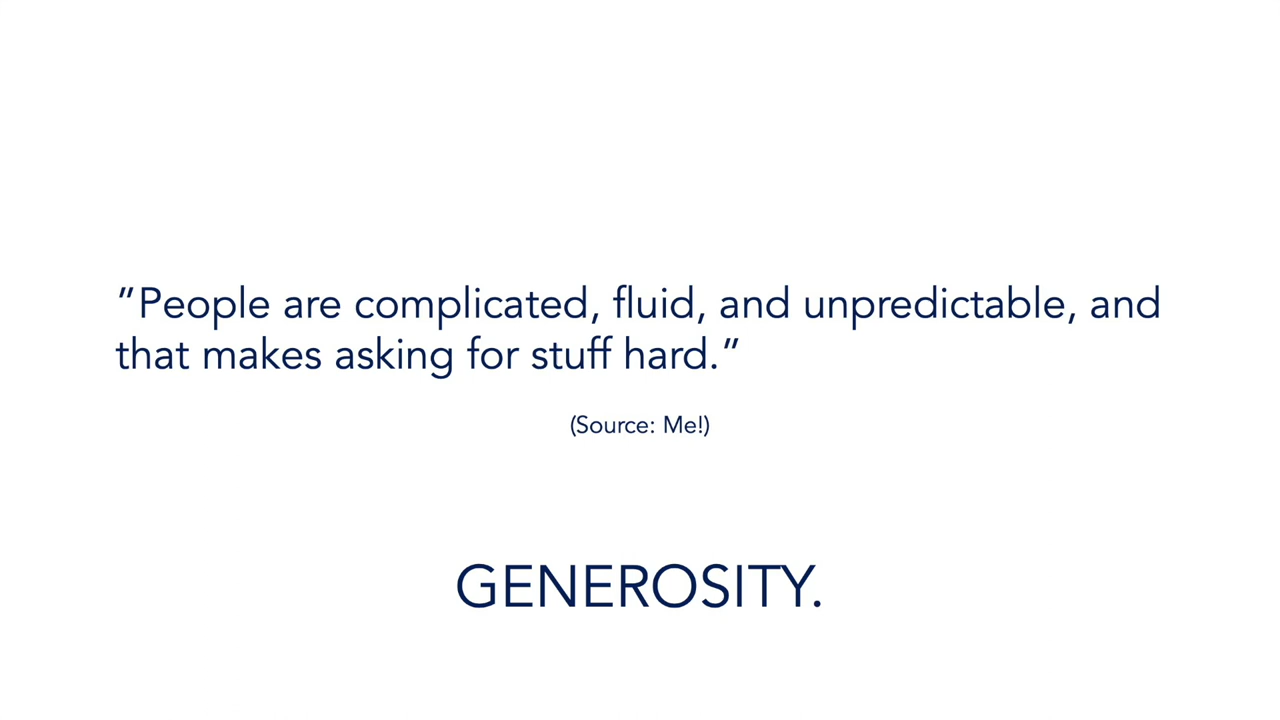 ”People are complicated, fluid, and unpredictable, and
that makes asking for stuff hard.”
(Source: Me!)
GENEROSITY.